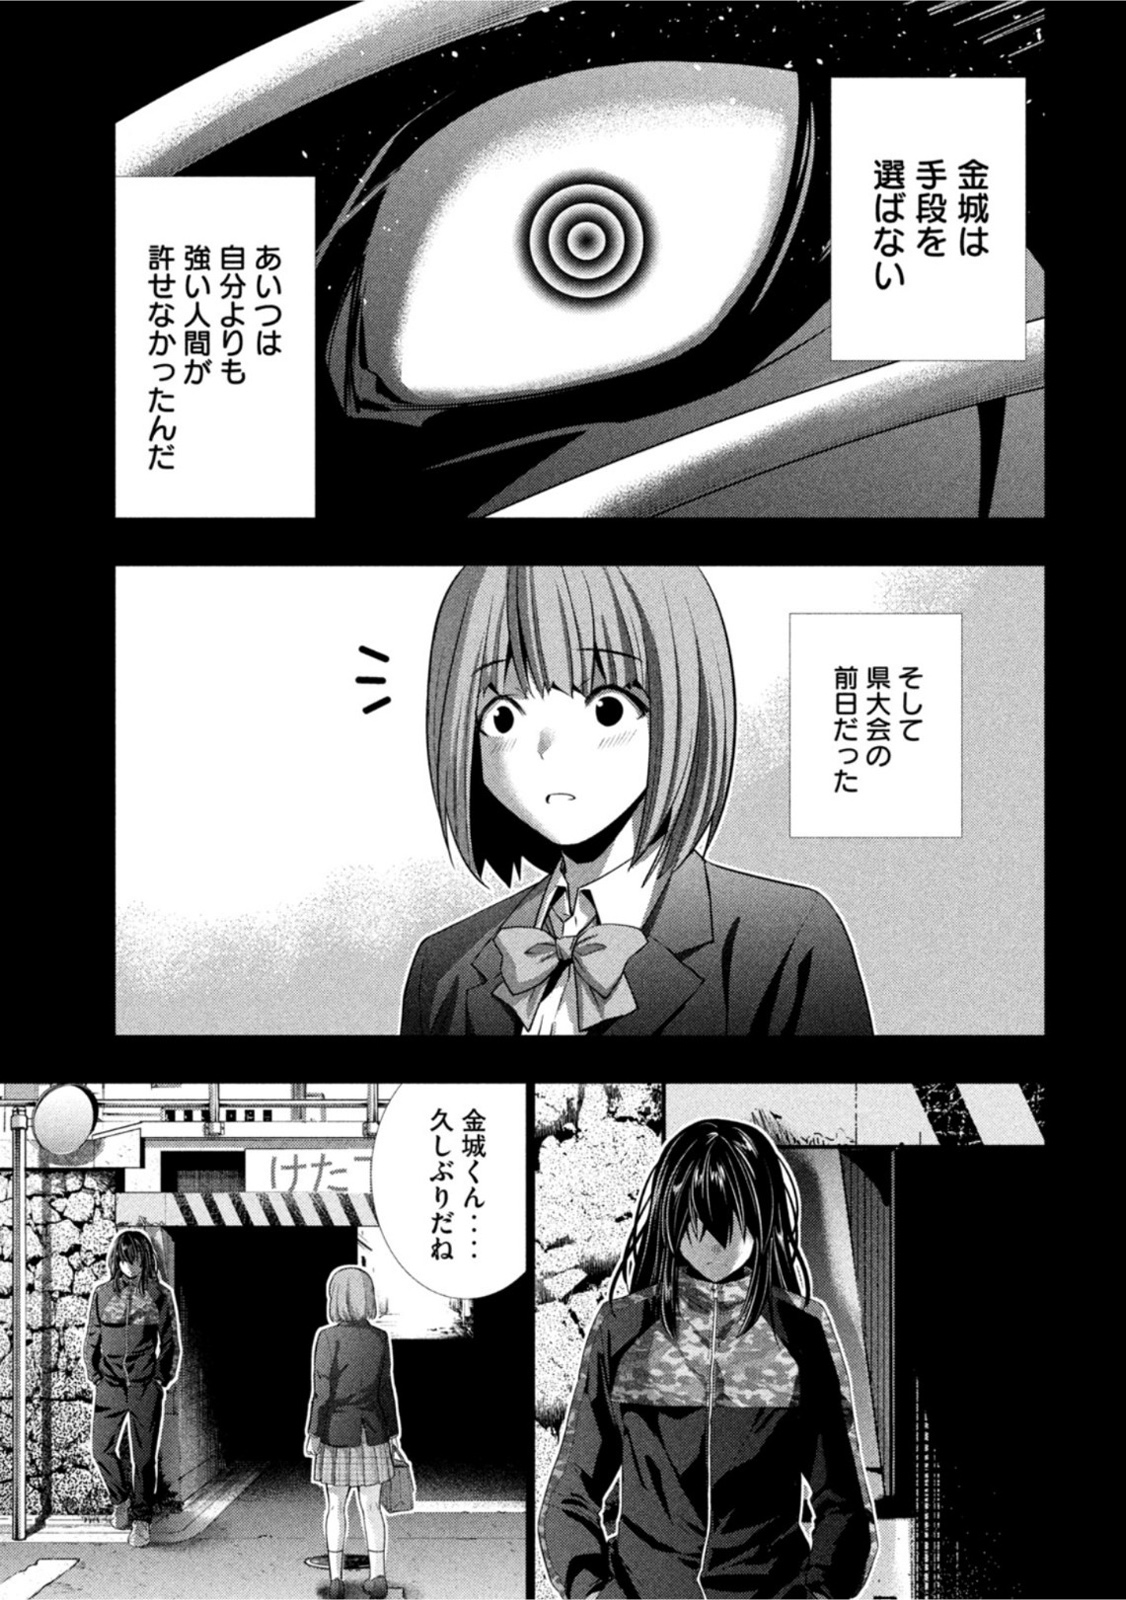 金城は
手段を
選ばない
あいつは
自分よりも
強い人間が
許せなかったんだ
そして
県大会の
前日だった
金城くん‥‥
久しぶりだね
けた